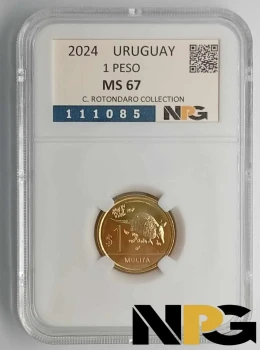 2024 URUGUAY
1 PESO
MS 67
C. ROTONDARO COLLECTION
111085 NPG
$1
MULITA
NPG